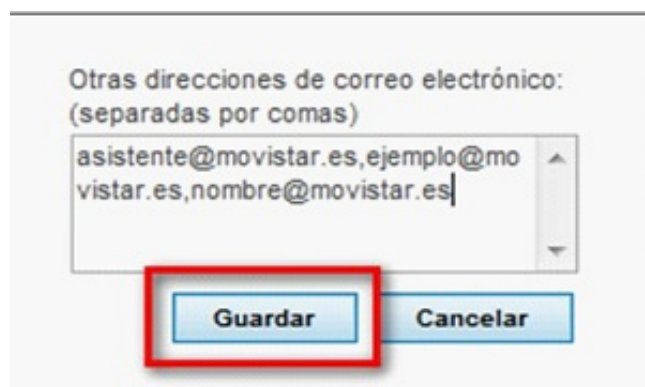 Otras direcciones de correo electrónico:
(separadas por comas)
asistente@movistar.es,ejemplo@mo
vistar.es,nombre@movistar.es
Guardar Cancelar